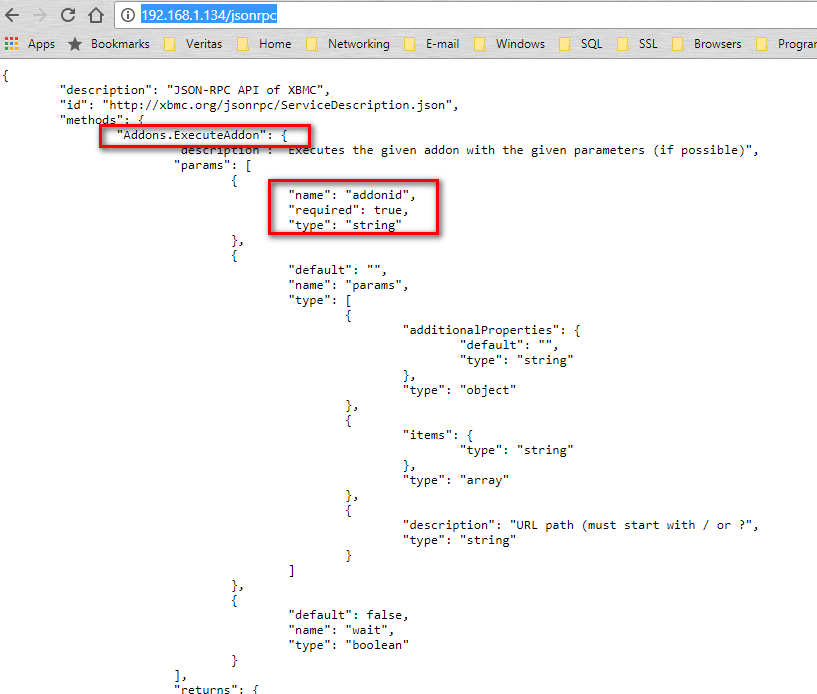 192.168.1.134/jsonrpc
Apps Bookmarks Veritas Home Networking E-mail Windows SQL SSL Browsers Program
{
"description": "JSON-RPC API of XBMC",
"id": "http://xbmc.org/jsonrpc/ServiceDescription.json",
"methods": {
"Addons.ExecuteAddon": {
"description": "Executes the given addon with the given parameters (if possible)",
"params": [
{
"name": "addonid",
"required": true,
"type": "string"
},
{
"default": "",
"name": "params",
"type": [
{
"additionalProperties": {
"default": "",
"type": "string"
},
"type": "object"
},
{
"items": {
"type": "string"
},
"type": "array"
},
{
"description": "URL path (must start with / or ?",
"type": "string"
}
]
},
{
"default": false,
"name": "wait",
"type": "boolean"
}
],
"returns": {